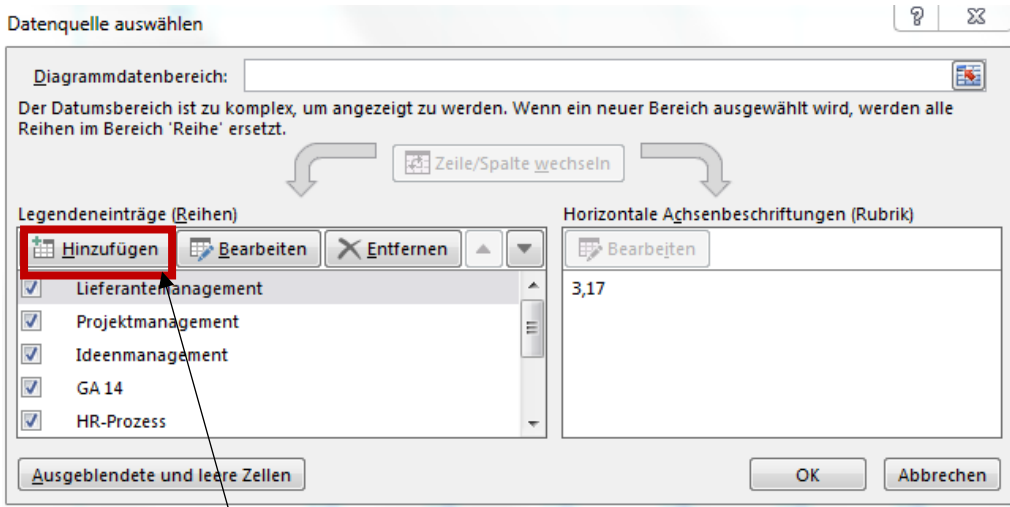 Datenquelle auswählen
Diagrammdatenbereich:
Der Datumsbereich ist zu komplex, um angezeigt zu werden. Wenn ein neuer Bereich ausgewählt wird, werden alle
Reihen im Bereich 'Reihe' ersetzt.
Zeile/Spalte wechseln
Legendeneinträge (Reihen)
Hinzufügen
Bearbeiten
Entfernen
Lieferantemanagement
Projektmanagement
Ideenmanagement
GA 14
HR-Prozess
Horizontale Achsenbeschriftungen (Rubrik)
Bearbeiten
3,17
Ausgeblendete und leere Zellen
OK
Abbrechen